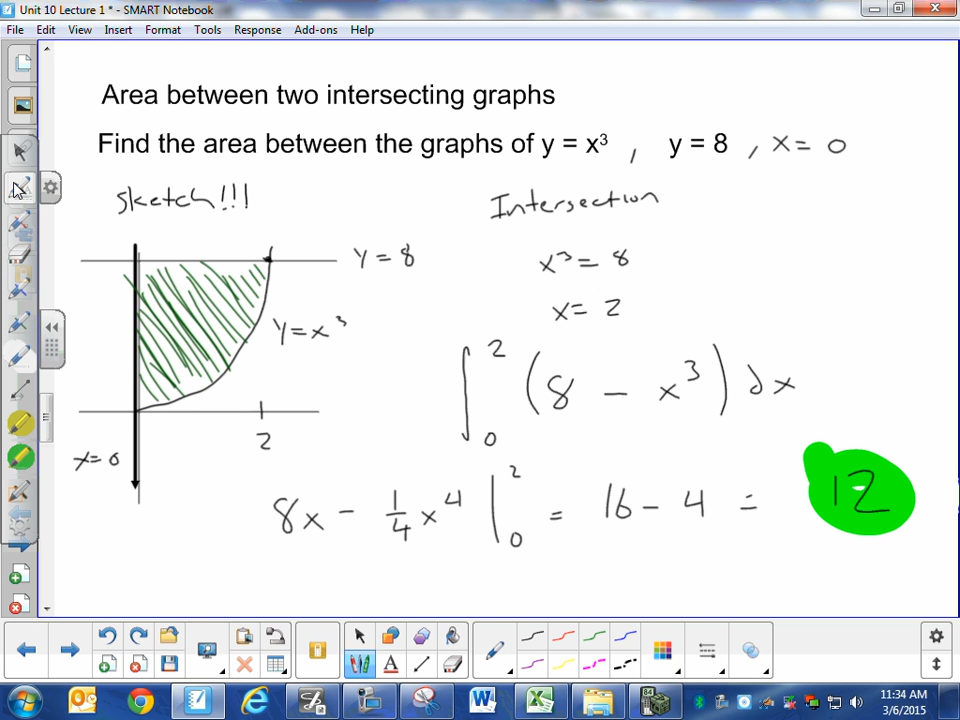 Unit 10 Lecture 1 * - SMART Notebook
File Edit View Insert Format Tools Response Add-ons Help
Area between two intersecting graphs
Find the area between the graphs of y = x³ , y = 8 , x = 0
Sketch!!!
Intersection
y = 8
x³ = 8
y = x³
x = 2
∫₀² (8 - x³) dx
2
x=0
8x - 1/4 x⁴ |₀² = 16 - 4 = 12
11:34 AM
3/6/2015